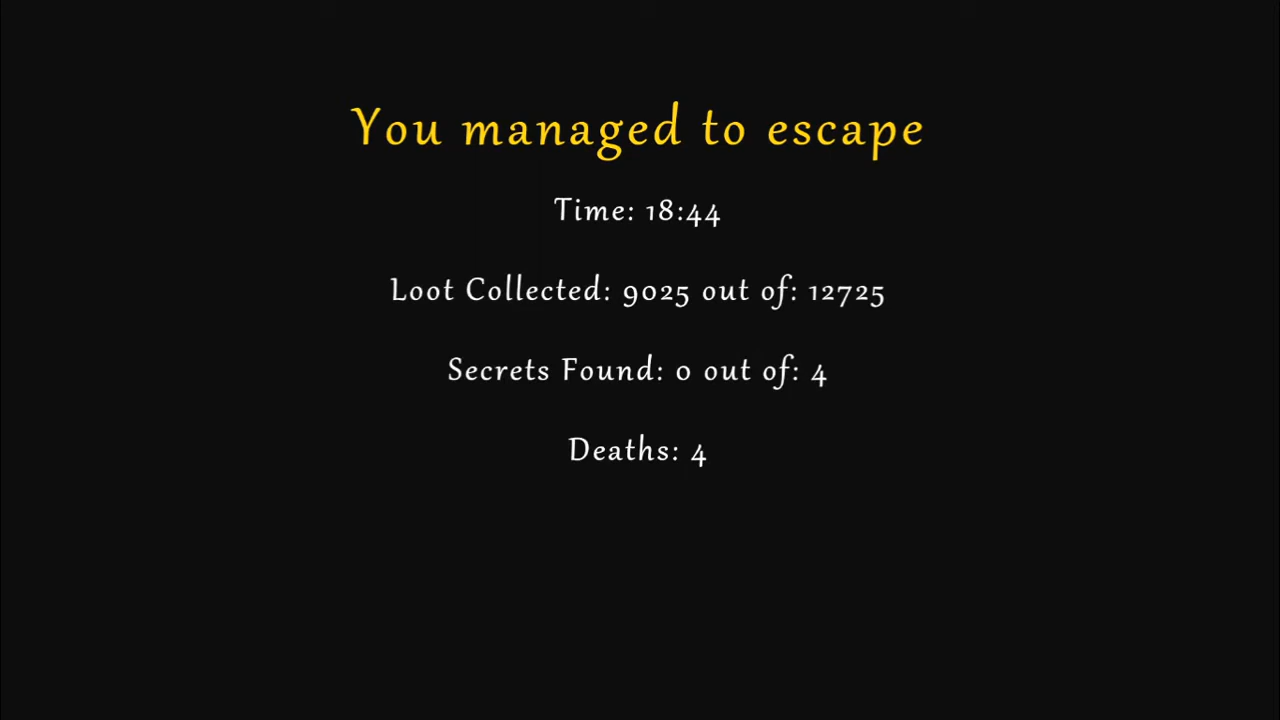 You managed to escape
Time: 18:44
Loot Collected: 9025 out of: 12725
Secrets Found: 0 out of: 4
Deaths: 4